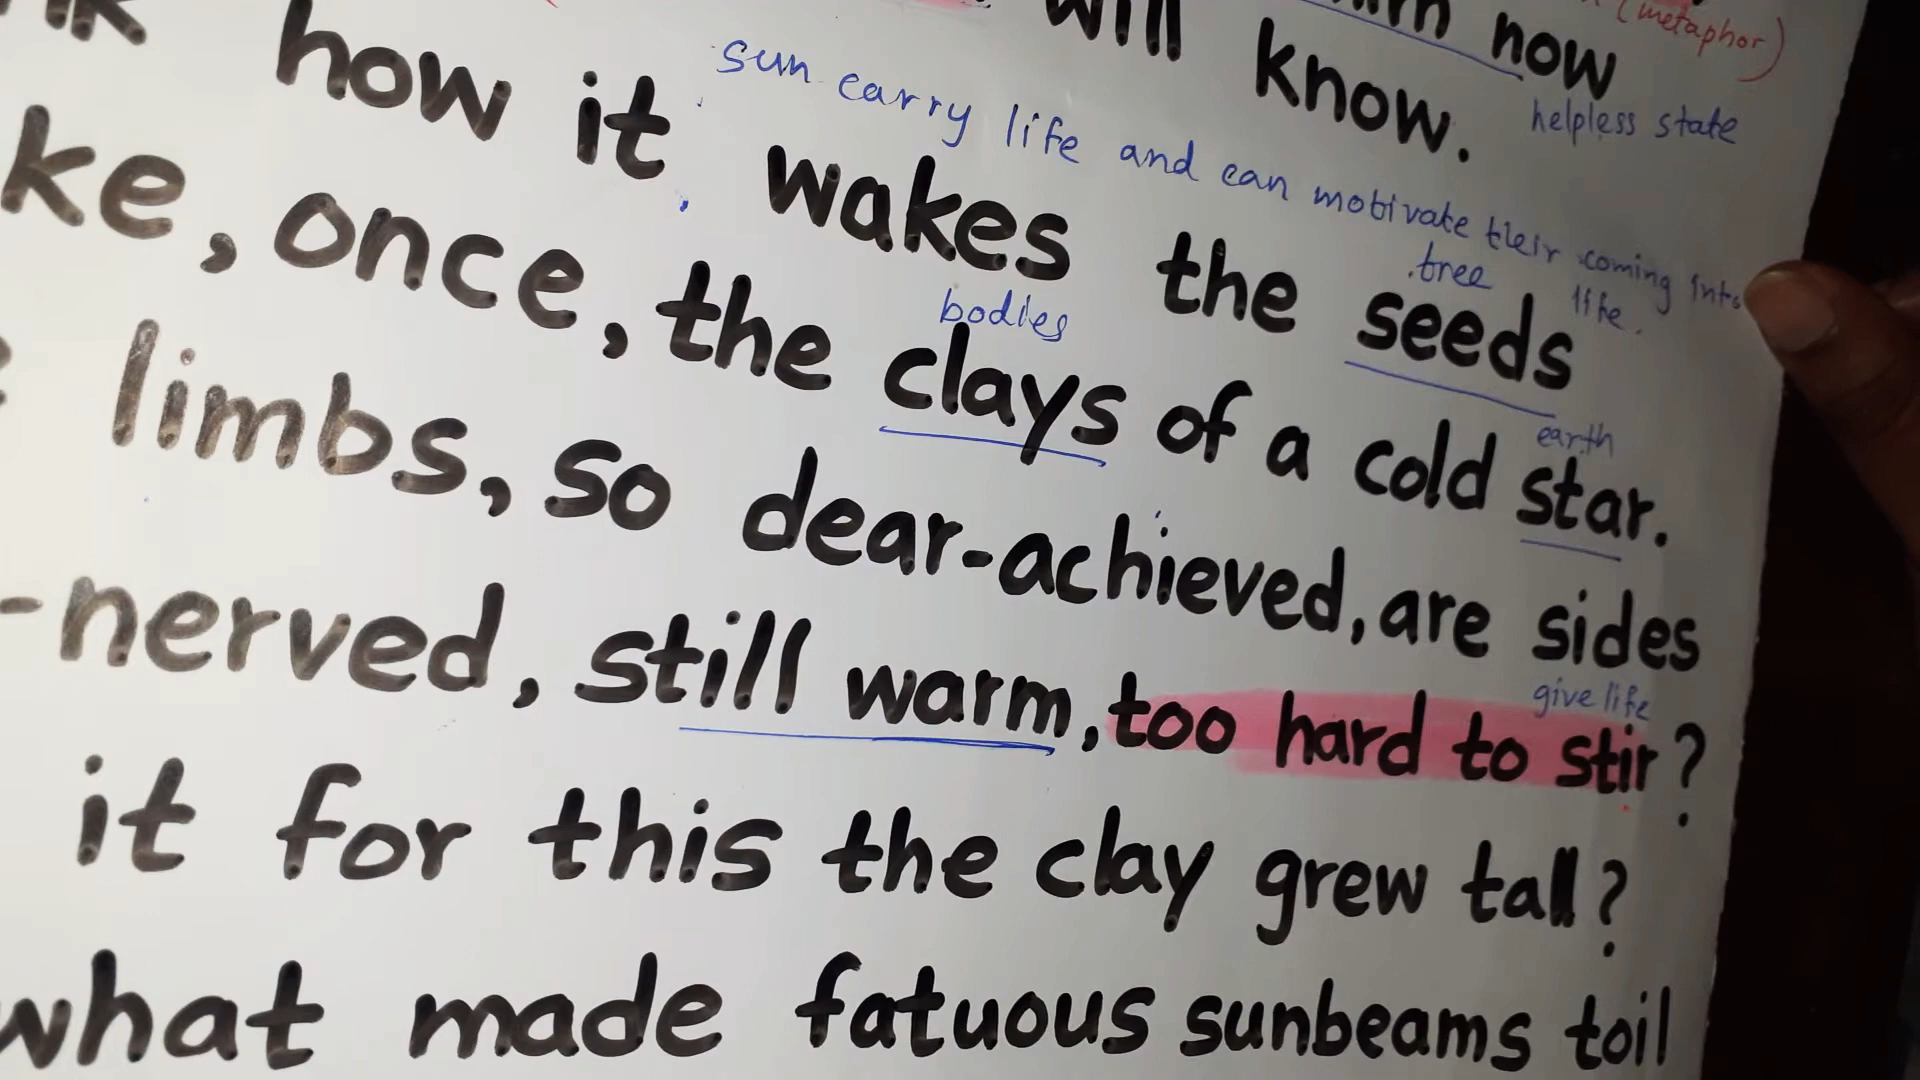 him now
(metaphor)
will know.
helpless state
how it wakes the seeds
sun carry life and can motivate their coming into life.
tree
ke, once, the clays of a cold star.
bodies
earth
limbs, so dear-achieved, are sides
-nerved, still warm, too hard to stir?
give life
it for this the clay grew tall?
what made fatuous sunbeams toil